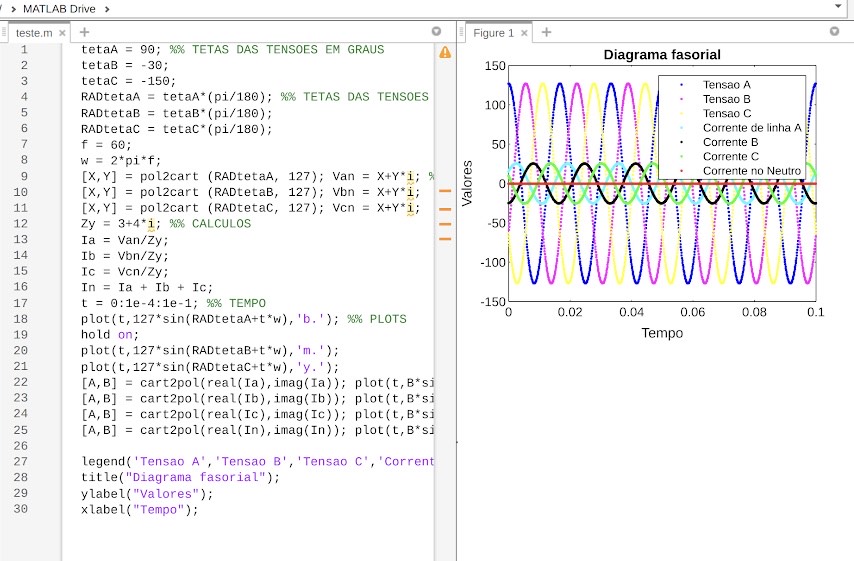 MATLAB Drive
teste.m
1 tetaA = 90; %% TETAS DAS TENSOES EM GRAUS
2 tetaB = -30;
3 tetaC = -150;
4 RADtetaA = tetaA*(pi/180); %% TETAS DAS TENSOES
5 RADtetaB = tetaB*(pi/180);
6 RADtetaC = tetaC*(pi/180);
7 f = 60;
8 w = 2*pi*f;
9 [X,Y] = pol2cart (RADtetaA, 127); Van = X+Y*i; %
10 [X,Y] = pol2cart (RADtetaB, 127); Vbn = X+Y*i;
11 [X,Y] = pol2cart (RADtetaC, 127); Vcn = X+Y*i;
12 Zy = 3+4*i; %% CALCULOS
13 Ia = Van/Zy;
14 Ib = Vbn/Zy;
15 Ic = Vcn/Zy;
16 In = Ia + Ib + Ic;
17 t = 0:1e-4:1e-1; %% TEMPO
18 plot(t,127*sin(RADtetaA+t*w),'b.'); %% PLOTS
19 hold on;
20 plot(t,127*sin(RADtetaB+t*w),'m.');
21 plot(t,127*sin(RADtetaC+t*w),'y.');
22 [A,B] = cart2pol(real(Ia),imag(Ia)); plot(t,B*si
23 [A,B] = cart2pol(real(Ib),imag(Ib)); plot(t,B*si
24 [A,B] = cart2pol(real(Ic),imag(Ic)); plot(t,B*si
25 [A,B] = cart2pol(real(In),imag(In)); plot(t,B*si
26
27 legend('Tensao A','Tensao B','Tensao C','Corrent
28 title("Diagrama fasorial");
29 ylabel("Valores");
30 xlabel("Tempo");
Figure 1
Diagrama fasorial
Valores
150
100
50
0
-50
-100
-150
Tensao A
Tensao B
Tensao C
Corrente de linha A
Corrente B
Corrente C
Corrente no Neutro
0 0.02 0.04 0.06 0.08 0.1
Tempo